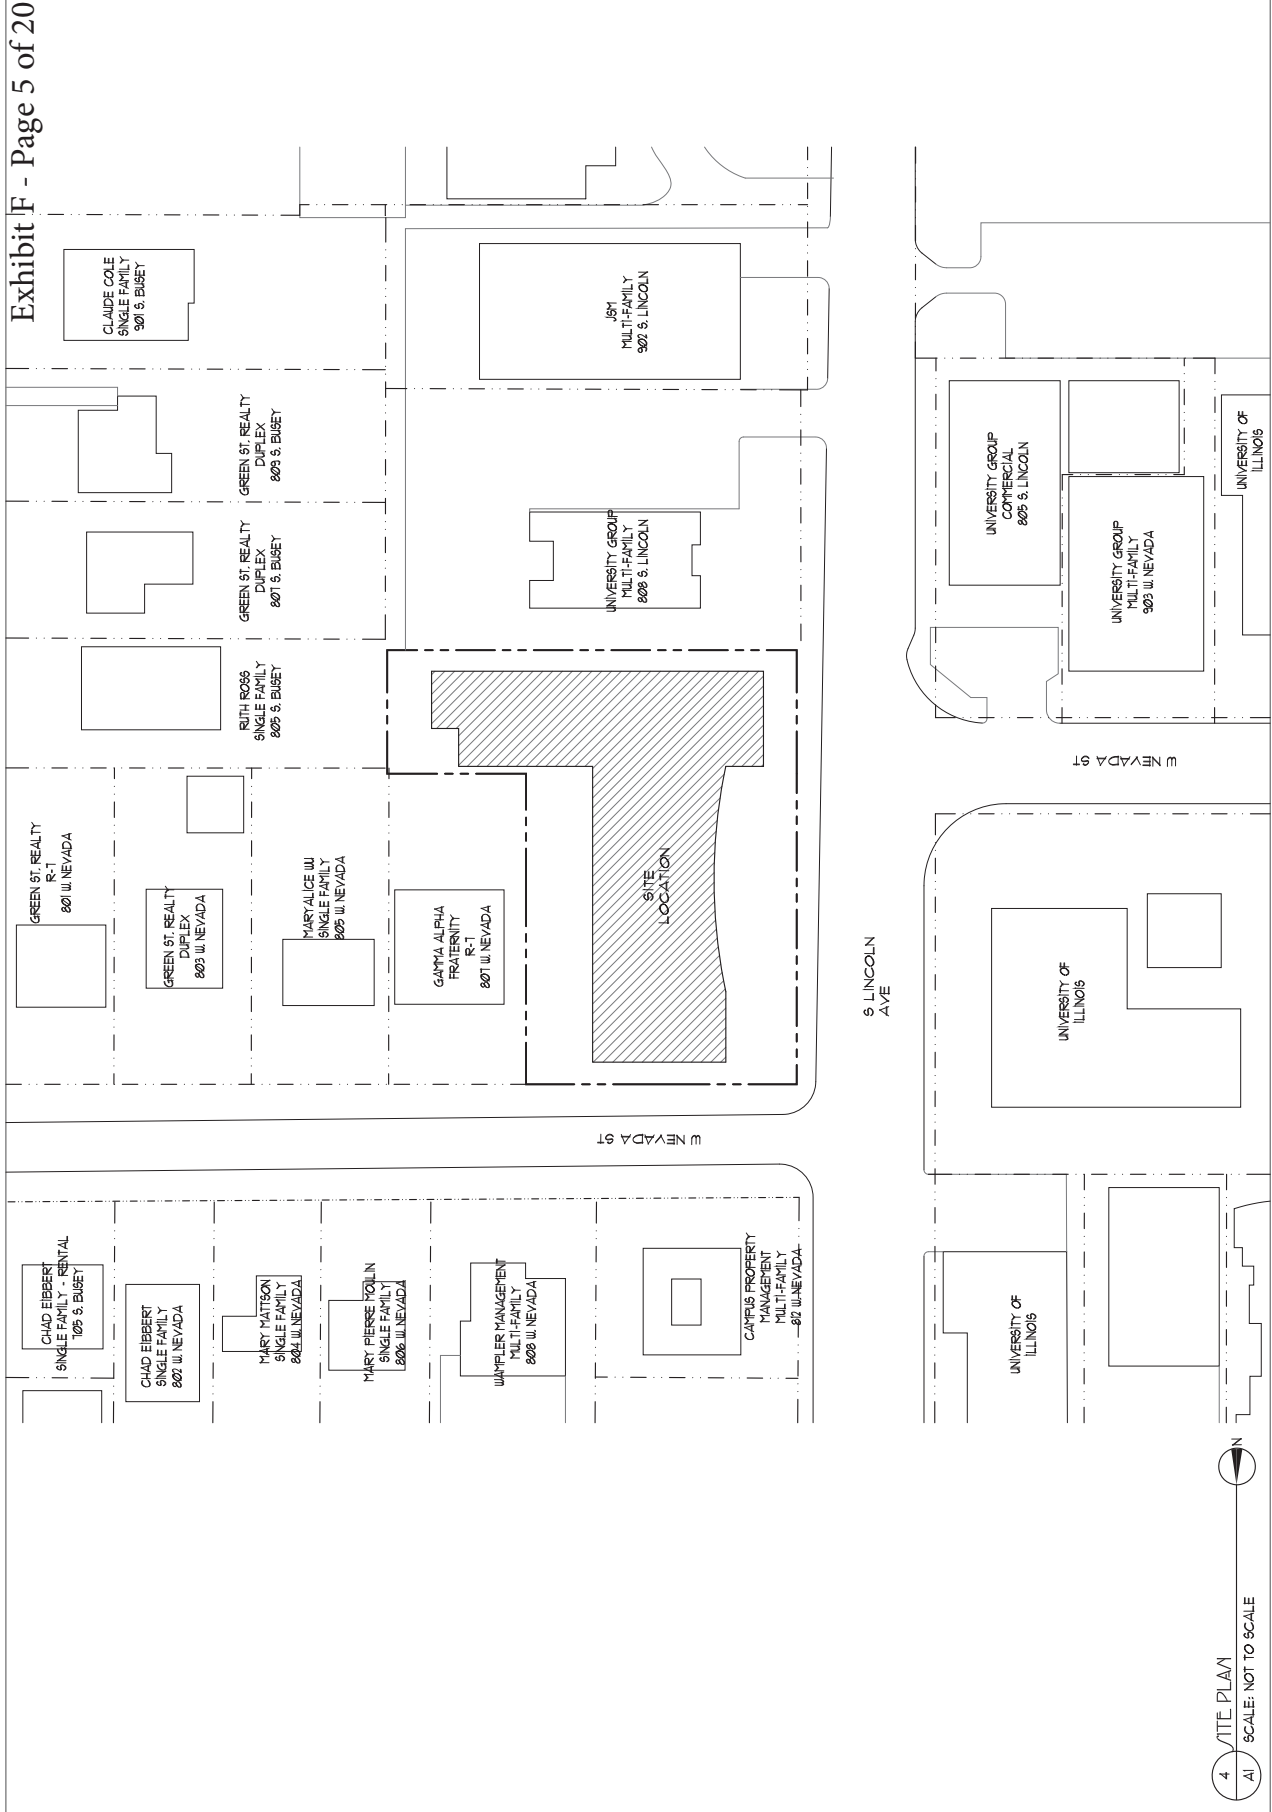 Exhibit F - Page 5 of 20
CLAUDE COLE
SINGLE FAMILY
901 S. BUSEY
GREEN ST. REALTY
DUPLEX
809 S. BUSEY
GREEN ST. REALTY
DUPLEX
807 S. BUSEY
RUTH ROSS
SINGLE FAMILY
805 S. BUSEY
GREEN ST. REALTY
R-7
801 W. NEVADA
GREEN ST. REALTY
DUPLEX
803 W. NEVADA
MARYALICE WU
SINGLE FAMILY
805 W. NEVADA
GAMMA ALPHA
FRATERNITY
R-7
807 W. NEVADA
JSM
MULTI-FAMILY
902 S. LINCOLN
UNIVERSITY GROUP
MULTI-FAMILY
808 S. LINCOLN
SITE
LOCATION
UNIVERSITY GROUP
COMMERCIAL
805 S. LINCOLN
UNIVERSITY GROUP
MULTI-FAMILY
903 W. NEVADA
UNIVERSITY OF
ILLINOIS
W NEVADA ST
S LINCOLN
AVE
UNIVERSITY OF
ILLINOIS
W NEVADA ST
CHAD EIBBERT
SINGLE FAMILY - RENTAL
705 S. BUSEY
CHAD EIBBERT
SINGLE FAMILY
802 W. NEVADA
MARY MATTSON
SINGLE FAMILY
804 W. NEVADA
MARY PIERRE MOULIN
SINGLE FAMILY
806 W. NEVADA
WAMPLER MANAGEMENT
MULTI-FAMILY
808 W. NEVADA
CAMPUS PROPERTY
MANAGEMENT
MULTI-FAMILY
812 W. NEVADA
UNIVERSITY OF
ILLINOIS
N
4
A1
SITE PLAN
SCALE: NOT TO SCALE